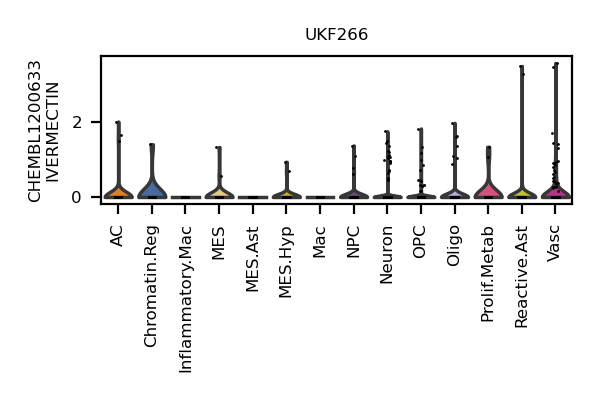 UKF266
CHEMBL1200633
IVERMECTIN
2
0
AC
Chromatin.Reg
Inflammatory.Mac
MES
MES.Ast
MES.Hyp
Mac
NPC
Neuron
OPC
Oligo
Prolif.Metab
Reactive.Ast
Vasc